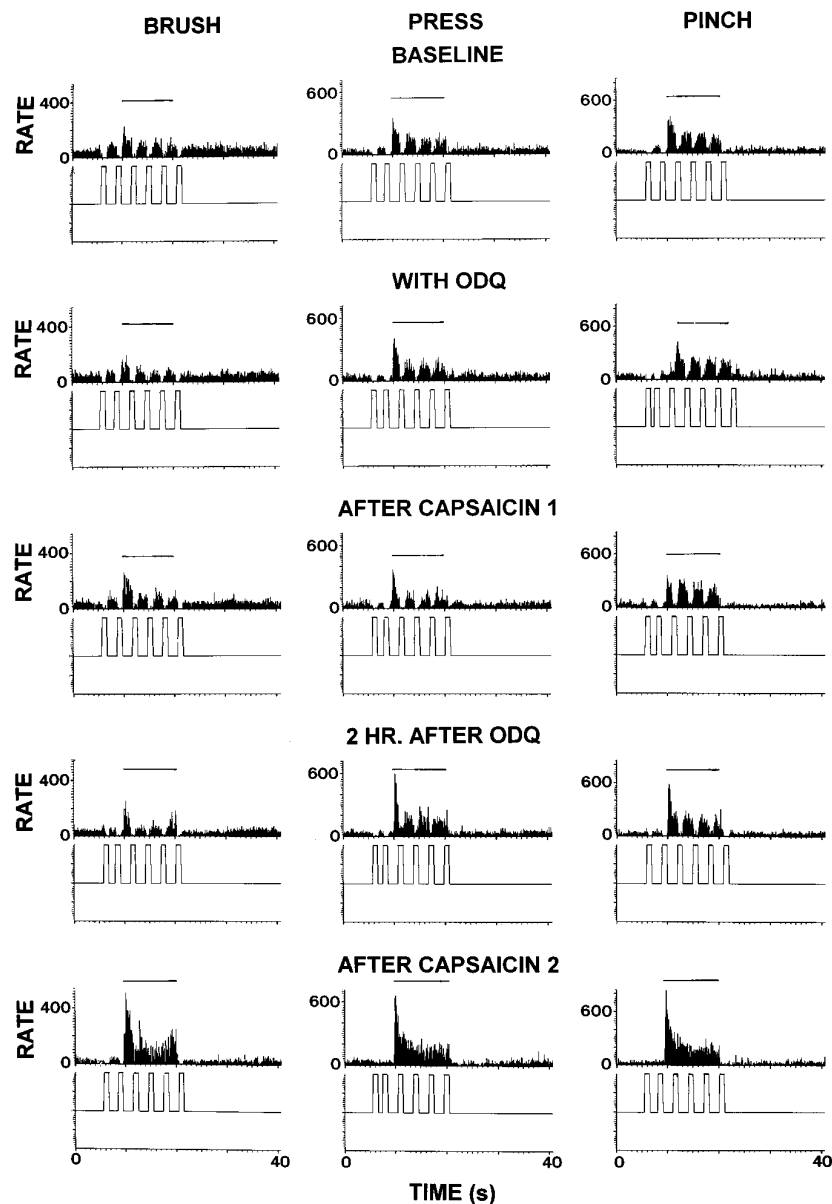 BRUSH PRESS PINCH
BASELINE
RATE 400 0 600 0 600 0
WITH ODQ
RATE 400 0 600 0 600 0
AFTER CAPSAICIN 1
RATE 400 0 600 0 600 0
2 HR. AFTER ODQ
RATE 400 0 600 0 600 0
AFTER CAPSAICIN 2
RATE 400 0 600 0 600 0
0 40 0 40 0 40
TIME (s)